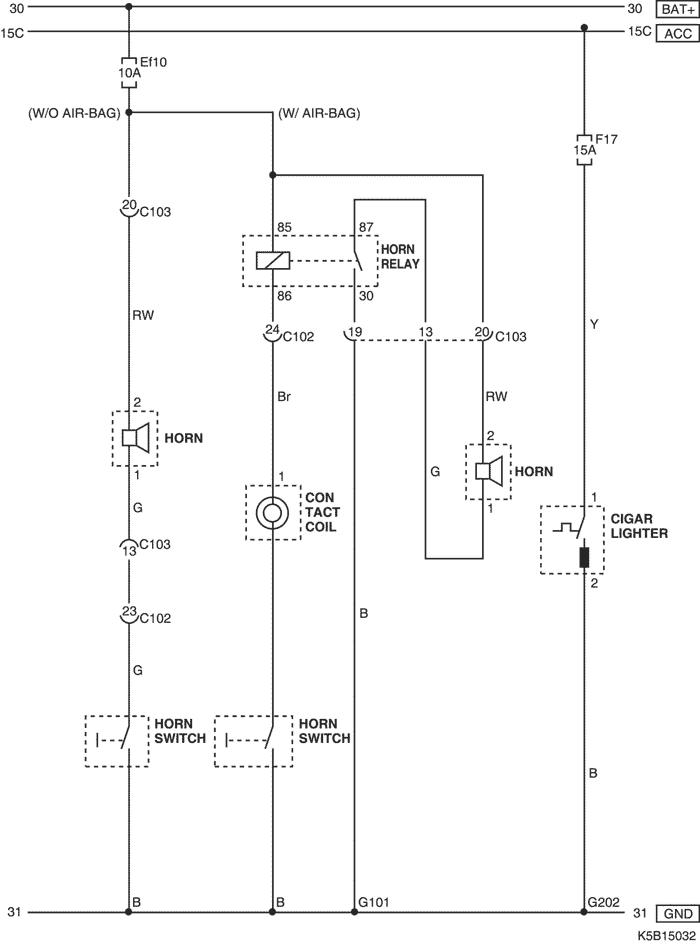 30
30
BAT+
15C
15C
ACC
Ef10
10A
(W/O AIR-BAG)
(W/ AIR-BAG)
F17
15A
20
C103
85
87
HORN
RELAY
86
30
RW
24
C102
19
13
20
C103
Y
Br
RW
2
HORN
1
2
HORN
1
G
1
CON
TACT
COIL
G
1
CIGAR
LIGHTER
2
C103
13
23
C102
B
G
HORN
SWITCH
HORN
SWITCH
B
B
B
G101
G202
31
31
GND
K5B15032